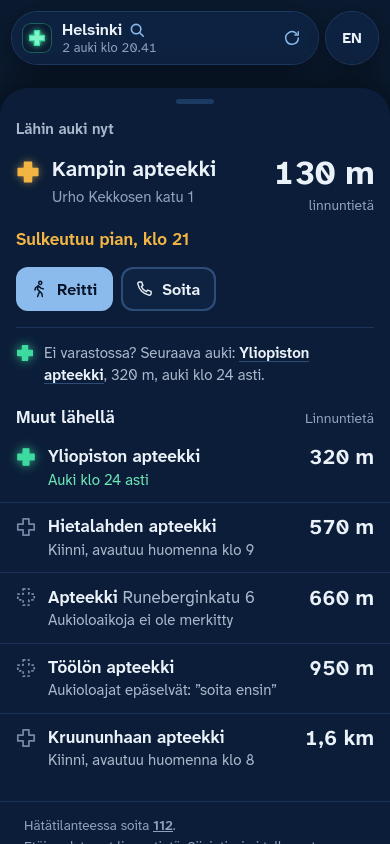 Helsinki
2 auki klo 20.41
EN
Lähin auki nyt
Kampin apteekki
130 m
Urho Kekkosen katu 1
linnuntietä
Sulkeutuu pian, klo 21
Reitti
Soita
Ei varastossa? Seuraava auki: Yliopiston
apteekki, 320 m, auki klo 24 asti.
Muut lähellä
Linnuntietä
Yliopiston apteekki
320 m
Auki klo 24 asti
Hietalahden apteekki
570 m
Kiinni, avautuu huomenna klo 9
Apteekki Runeberginkatu 6
660 m
Aukioloaikoja ei ole merkitty
Töölön apteekki
950 m
Aukioloajat epäselvät: ”soita ensin”
Kruununhaan apteekki
1,6 km
Kiinni, avautuu huomenna klo 8
Hätätilanteessa soita 112.